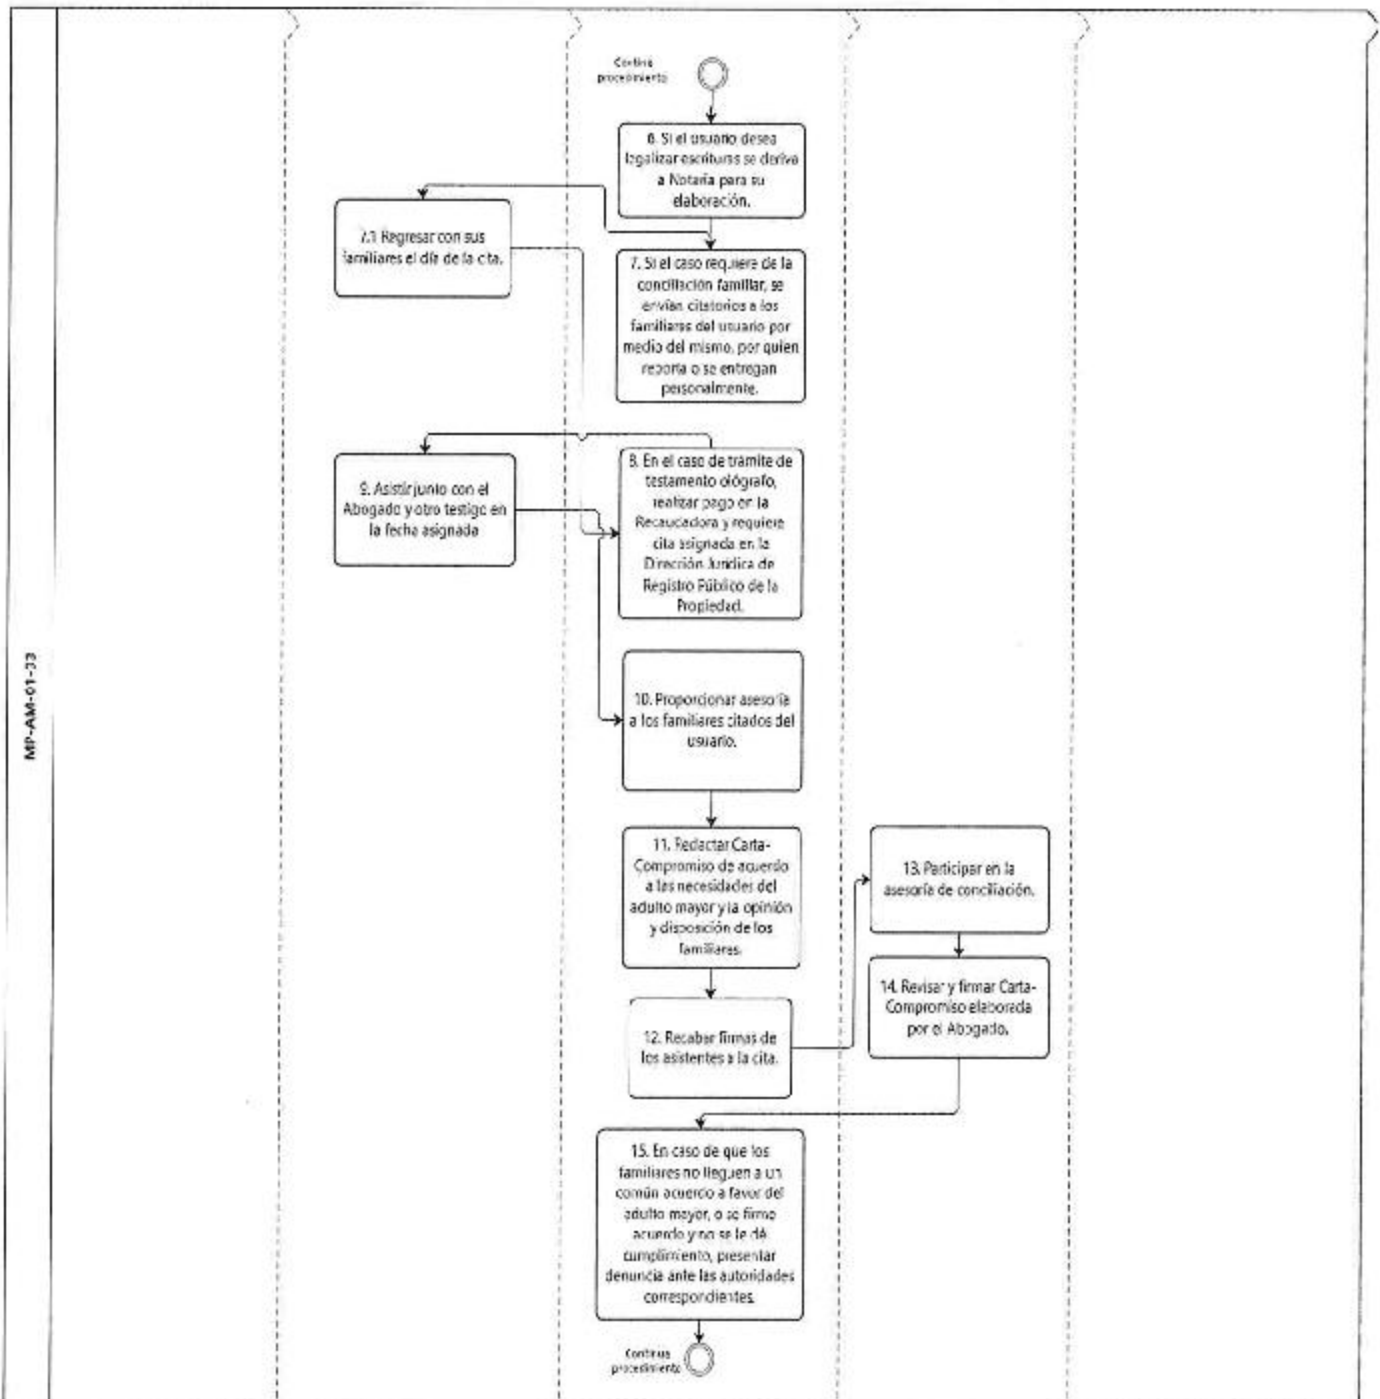 Continá
procedimiento
6. Si el usuario desea
legalizar escrituras se deriva
a Notaría para su
elaboración.
7.1 Regresar con sus
familiares el día de la cita.
7. Si el caso requiere de la
conciliación familiar, se
envían citatorios a los
familiares del usuario por
medio del mismo, por quien
reporta o se entregan
personalmente.
8. En el caso de trámite de
testamento ológrafo,
realizar pago en la
Recaudadora y requiere
cita asignada en la
Dirección Jurídica de
Registro Público de la
Propiedad.
9. Asistir junto con el
Abogado y otro testigo en
la fecha asignada
10. Proporcionar asesoría
a los familiares citados del
usuario.
11. Redactar Carta-
Compromiso de acuerdo
a las necesidades del
adulto mayor y la opinión
y disposición de los
familiares.
12. Recabar firmas de
los asistentes a la cita.
13. Participar en la
asesoría de conciliación.
14. Revisar y firmar Carta-
Compromiso elaborada
por el Abogado.
15. En caso de que los
familiares no lleguen a un
común acuerdo a favor del
adulto mayor, o se firme
acuerdo y no se le dé
cumplimiento, presentar
denuncia ante las autoridades
correspondientes.
Continua
procedimiento
MP-AM-01-33